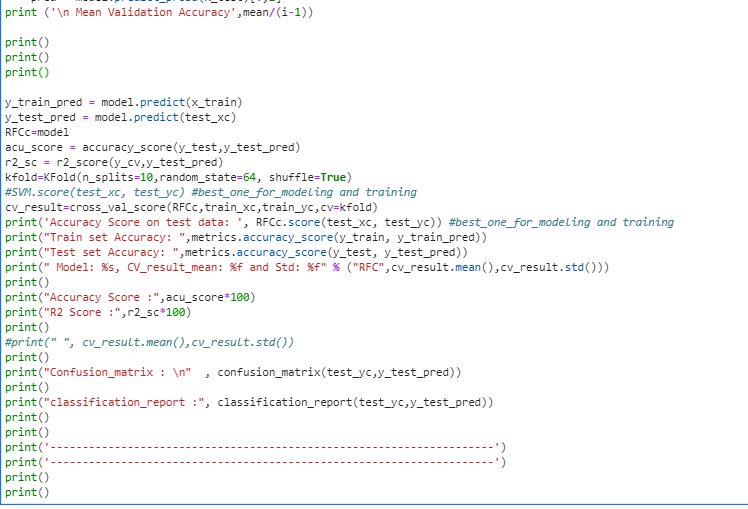 print ('\n Mean Validation Accuracy',mean/(i-1))
print()
print()
print()
y_train_pred = model.predict(x_train)
y_test_pred = model.predict(test_xc)
RFCc=model
acu_score = accuracy_score(y_test,y_test_pred)
r2_sc = r2_score(y_cv,y_test_pred)
kfold=KFold(n_splits=10,random_state=64, shuffle=True)
#SVM.score(test_xc, test_yc) #best_one_for_modeling and training
cv_result=cross_val_score(RFCc,train_xc,train_yc,cv=kfold)
print('Accuracy Score on test data: ', RFCc.score(test_xc, test_yc)) #best_one_for_modeling and training
print("Train set Accuracy: ",metrics.accuracy_score(y_train, y_train_pred))
print("Test set Accuracy: ",metrics.accuracy_score(y_test, y_test_pred))
print(" Model: %s, CV_result_mean: %f and Std: %f" % ("RFC",cv_result.mean(),cv_result.std()))
print()
print("Accuracy Score :",acu_score*100)
print("R2 Score :",r2_sc*100)
print()
#print(" ", cv_result.mean(),cv_result.std())
print()
print("Confusion_matrix : \n"  , confusion_matrix(test_yc,y_test_pred))
print()
print("classification_report :", classification_report(test_yc,y_test_pred))
print()
print()
print('---------------------------------------------------------------')
print('---------------------------------------------------------------')
print()
print()